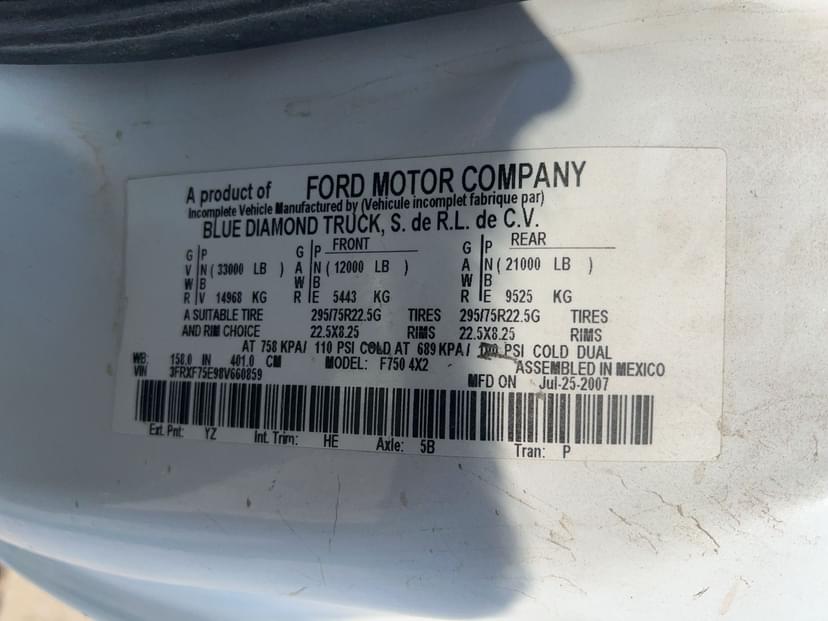 A product of FORD MOTOR COMPANY
Incomplete Vehicle Manufactured by (Vehicule incomplet fabrique par)
BLUE DIAMOND TRUCK, S. de R.L. de C.V.
G P G P FRONT G P REAR
V N ( 33000 LB ) A N ( 12000 LB ) A N ( 21000 LB )
W B W B W B
R V 14968 KG R E 5443 KG R E 9525 KG
A SUITABLE TIRE 295/75R22.5G TIRES 295/75R22.5G TIRES
AND RIM CHOICE 22.5X8.25 RIMS 22.5X8.25 RIMS
AT 758 KPA/ 110 PSI COLD AT 689 KPA/ PSI COLD DUAL
WB: 158.0 IN 401.0 CM MODEL: F750 4X2 ASSEMBLED IN MEXICO
VIN 3FRXF75E98V660859 MFD ON Jul-25-2007
Ext. Pnt: YZ Int. Trim: HE Axle: 5B Tran: P